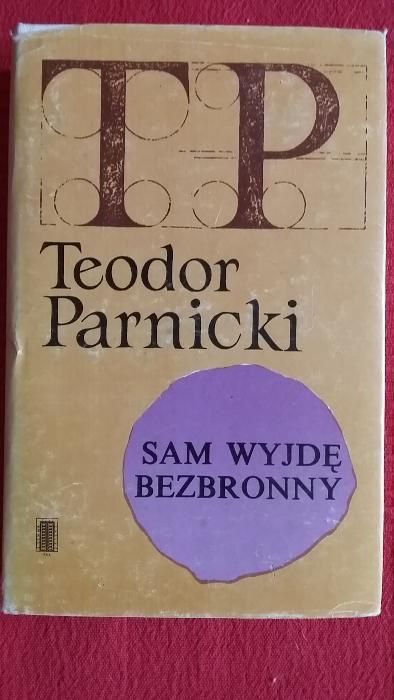 TP
Teodor
Parnicki
SAM WYJDĘ
BEZBRONNY